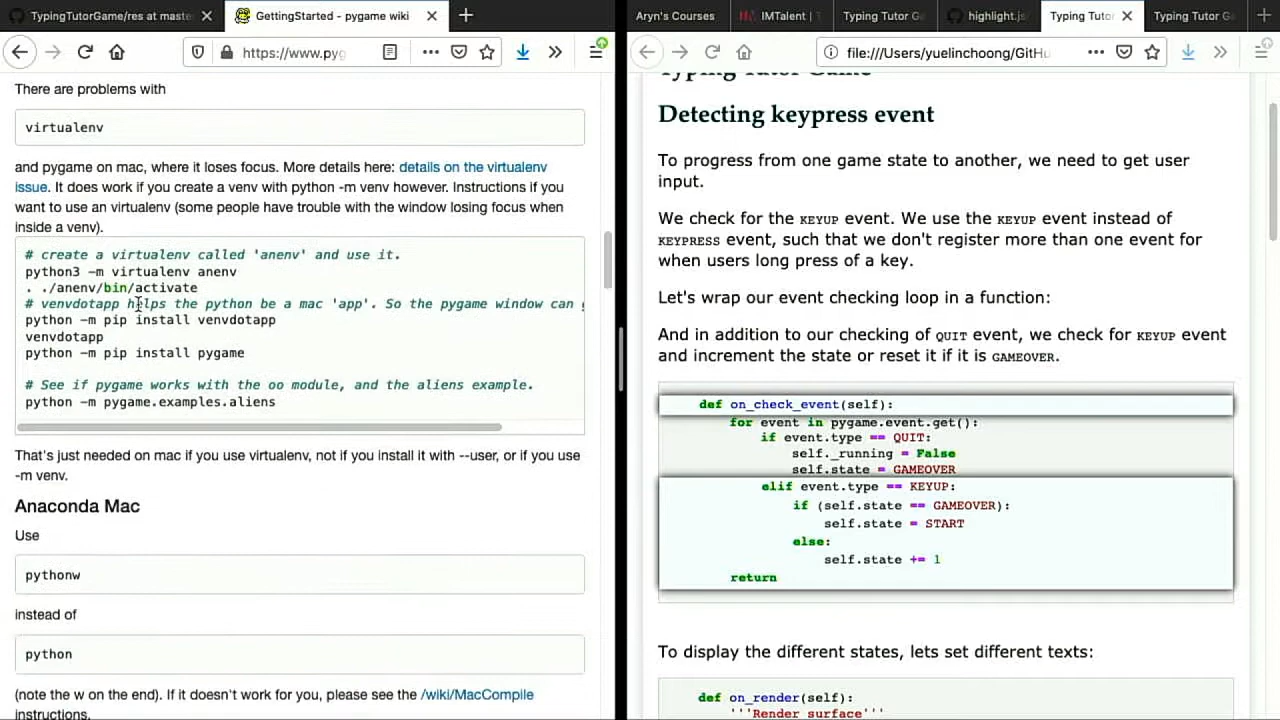 TypingTutorGame/res at maste
GettingStarted - pygame wiki
https://www.pyg
There are problems with
virtualenv
and pygame on mac, where it loses focus. More details here: details on the virtualenv
issue. It does work if you create a venv with python -m venv however. Instructions if you
want to use an virtualenv (some people have trouble with the window losing focus when
inside a venv).
# create a virtualenv called 'anenv' and use it.
python3 -m virtualenv anenv
. ./anenv/bin/activate
# venvdotapp helps the python be a mac 'app'. So the pygame window can
python -m pip install venvdotapp
venvdotapp
python -m pip install pygame
# See if pygame works with the oo module, and the aliens example.
python -m pygame.examples.aliens
That's just needed on mac if you use virtualenv, not if you install it with --user, or if you use
-m venv.
Anaconda Mac
Use
pythonw
instead of
python
(note the w on the end). If it doesn't work for you, please see the /wiki/MacCompile
instructions.
Aryn's Courses
IMTalent |
Typing Tutor G
highlight.js
Typing Tutor
Typing Tutor G
file:///Users/yuelinchoong/GitHu
Typing Tutor Game
Detecting keypress event
To progress from one game state to another, we need to get user
input.
We check for the KEYUP event. We use the KEYUP event instead of
KEYPRESS event, such that we don't register more than one event for
when users long press of a key.
Let's wrap our event checking loop in a function:
And in addition to our checking of QUIT event, we check for KEYUP event
and increment the state or reset it if it is GAMEOVER.
def on_check_event(self):
for event in pygame.event.get():
if event.type == QUIT:
self._running = False
self.state = GAMEOVER
elif event.type == KEYUP:
if (self.state == GAMEOVER):
self.state = START
else:
self.state += 1
return
To display the different states, lets set different texts:
def on_render(self):
'''Render surface'''